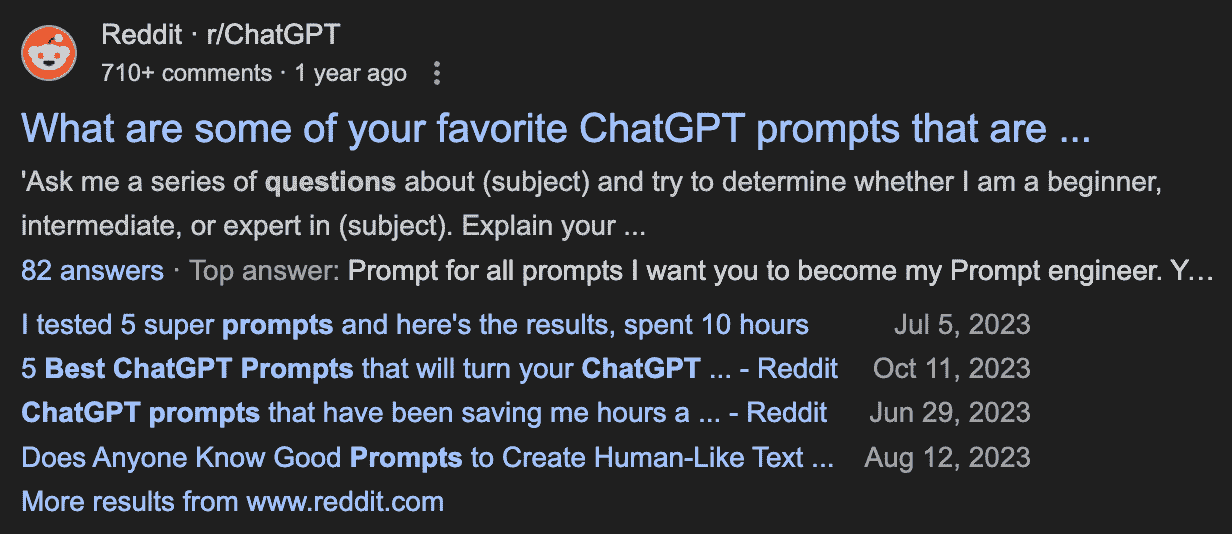 Reddit · r/ChatGPT
710+ comments · 1 year ago
What are some of your favorite ChatGPT prompts that are ...
'Ask me a series of questions about (subject) and try to determine whether I am a beginner,
intermediate, or expert in (subject). Explain your ...
82 answers · Top answer: Prompt for all prompts I want you to become my Prompt engineer. Y...
I tested 5 super prompts and here's the results, spent 10 hours Jul 5, 2023
5 Best ChatGPT Prompts that will turn your ChatGPT ... - Reddit Oct 11, 2023
ChatGPT prompts that have been saving me hours a ... - Reddit Jun 29, 2023
Does Anyone Know Good Prompts to Create Human-Like Text ... Aug 12, 2023
More results from www.reddit.com